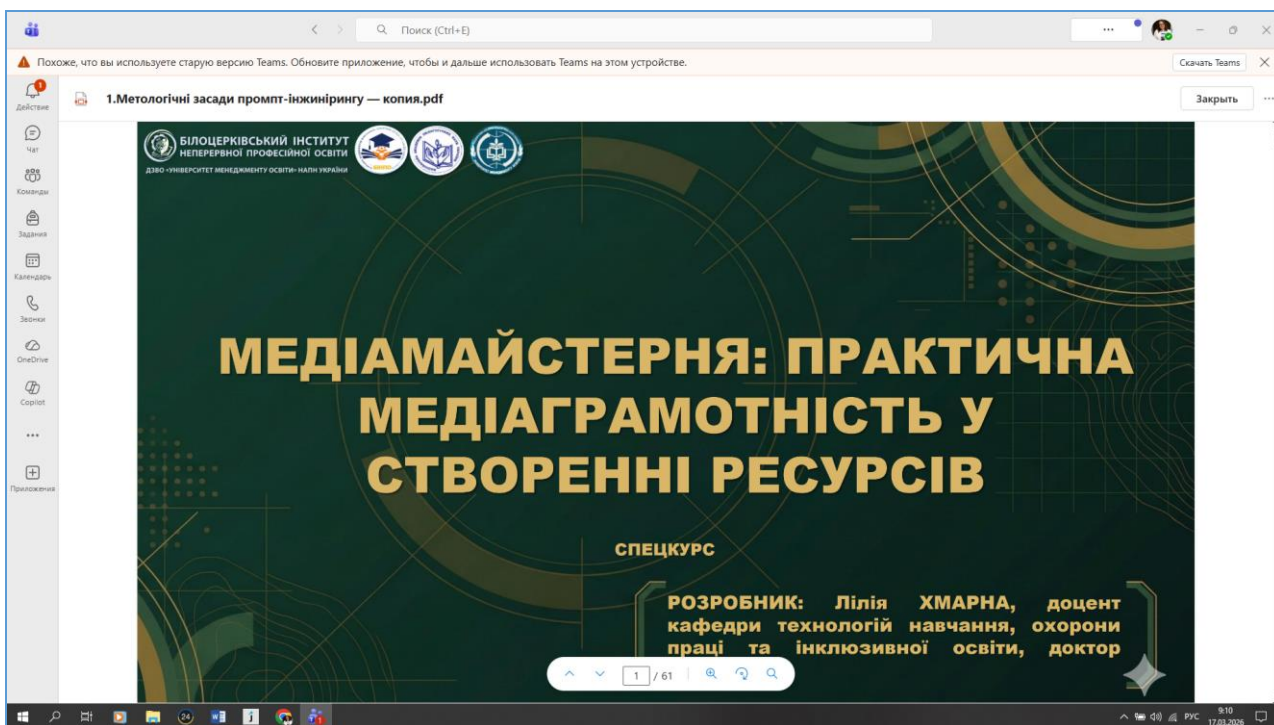 Поиск (Ctrl+E)
Похоже, что вы используете старую версию Teams. Обновите приложение, чтобы и дальше использовать Teams на этом устройстве.
Скачать Teams
1.Метологічні засади промпт-інжинірингу — копия.pdf
Закрыть
Действие
Чат
Команды
Задания
Календарь
Звонки
OneDrive
Copilot
Приложения
БІЛОЦЕРКІВСЬКИЙ ІНСТИТУТ
НЕПЕРЕРВНОЇ ПРОФЕСІЙНОЇ ОСВІТИ
ДЗВО «УНІВЕРСИТЕТ МЕНЕДЖМЕНТУ ОСВІТИ» НАПН УКРАЇНИ
МЕДІАМАЙСТЕРНЯ: ПРАКТИЧНА
МЕДІАГРАМОТНІСТЬ У
СТВОРЕННІ РЕСУРСІВ
СПЕЦКУРС
РОЗРОБНИК: Лілія ХМАРНА, доцент
кафедри технологій навчання, охорони
праці та інклюзивної освіти, доктор
1 / 61
24
РУС
9:10
17.03.2026